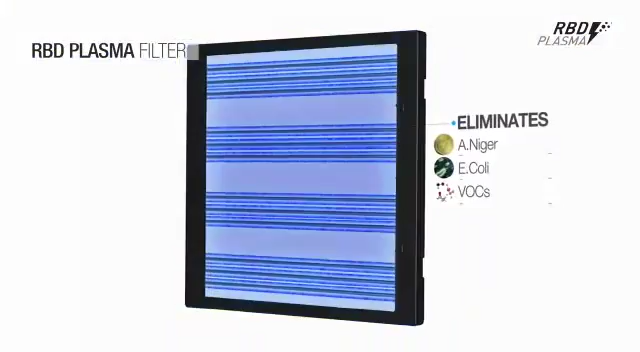 RBD PLASMA FILTER
RBD
PLASMA
ELIMINATES
A.Niger
E.Coli
VOCs